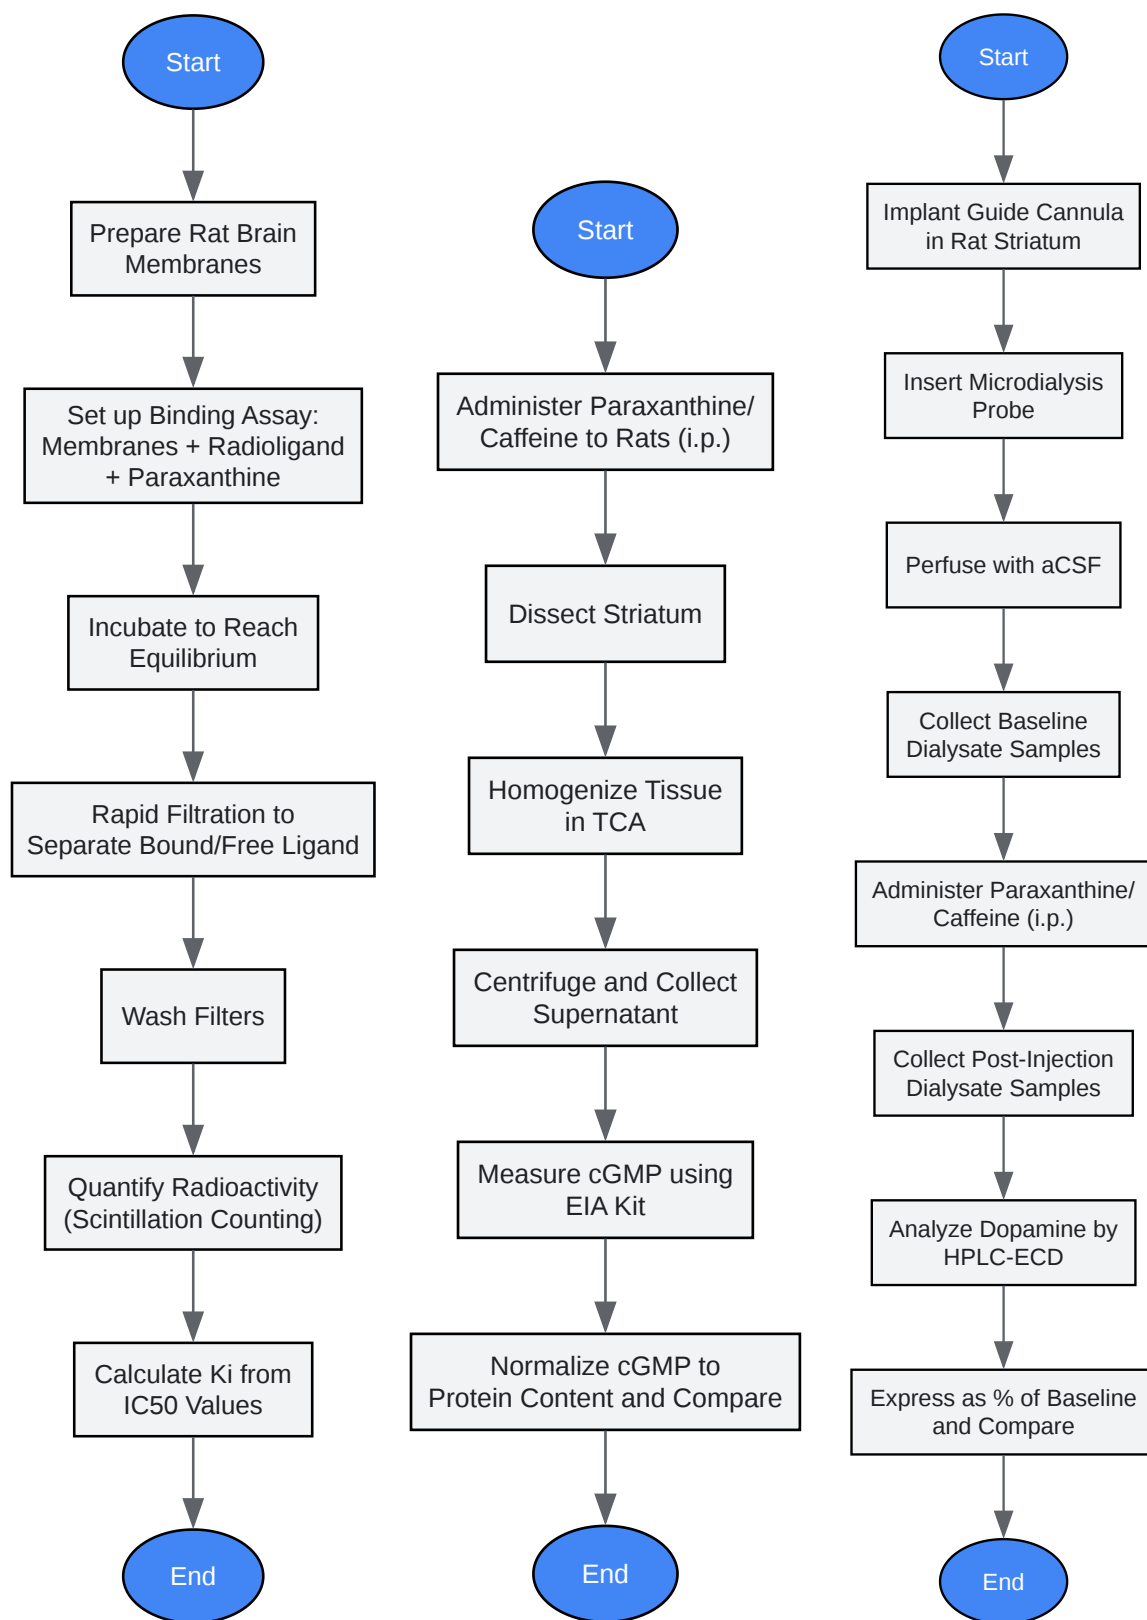 Start
Prepare Rat Brain
Membranes
Set up Binding Assay:
Membranes + Radioligand
+ Paraxanthine
Incubate to Reach
Equilibrium
Rapid Filtration to
Separate Bound/Free Ligand
Wash Filters
Quantify Radioactivity
(Scintillation Counting)
Calculate Ki from
IC50 Values
End
Start
Administer Paraxanthine/
Caffeine to Rats (i.p.)
Dissect Striatum
Homogenize Tissue
in TCA
Centrifuge and Collect
Supernatant
Measure cGMP using
EIA Kit
Normalize cGMP to
Protein Content and Compare
End
Start
Implant Guide Cannula
in Rat Striatum
Insert Microdialysis
Probe
Perfuse with aCSF
Collect Baseline
Dialysate Samples
Administer Paraxanthine/
Caffeine (i.p.)
Collect Post-Injection
Dialysate Samples
Analyze Dopamine by
HPLC-ECD
Express as % of Baseline
and Compare
End